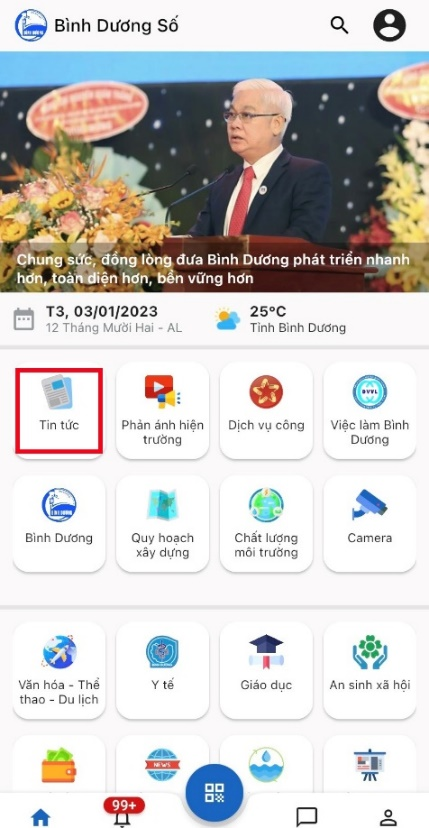 Bình Dương Số
Chung sức, đồng lòng đưa Bình Dương phát triển nhanh
hơn, toàn diện hơn, bền vững hơn
T3, 03/01/2023
12 Tháng Mười Hai - AL
25°C
Tỉnh Bình Dương
Tin tức
Phản ánh hiện
trường
Dịch vụ công
Việc làm Bình
Dương
Bình Dương
Quy hoạch
xây dựng
Chất lượng
môi trường
Camera
Văn hóa - Thể
thao - Du lịch
Y tế
Giáo dục
An sinh xã hội
NEWS
99+